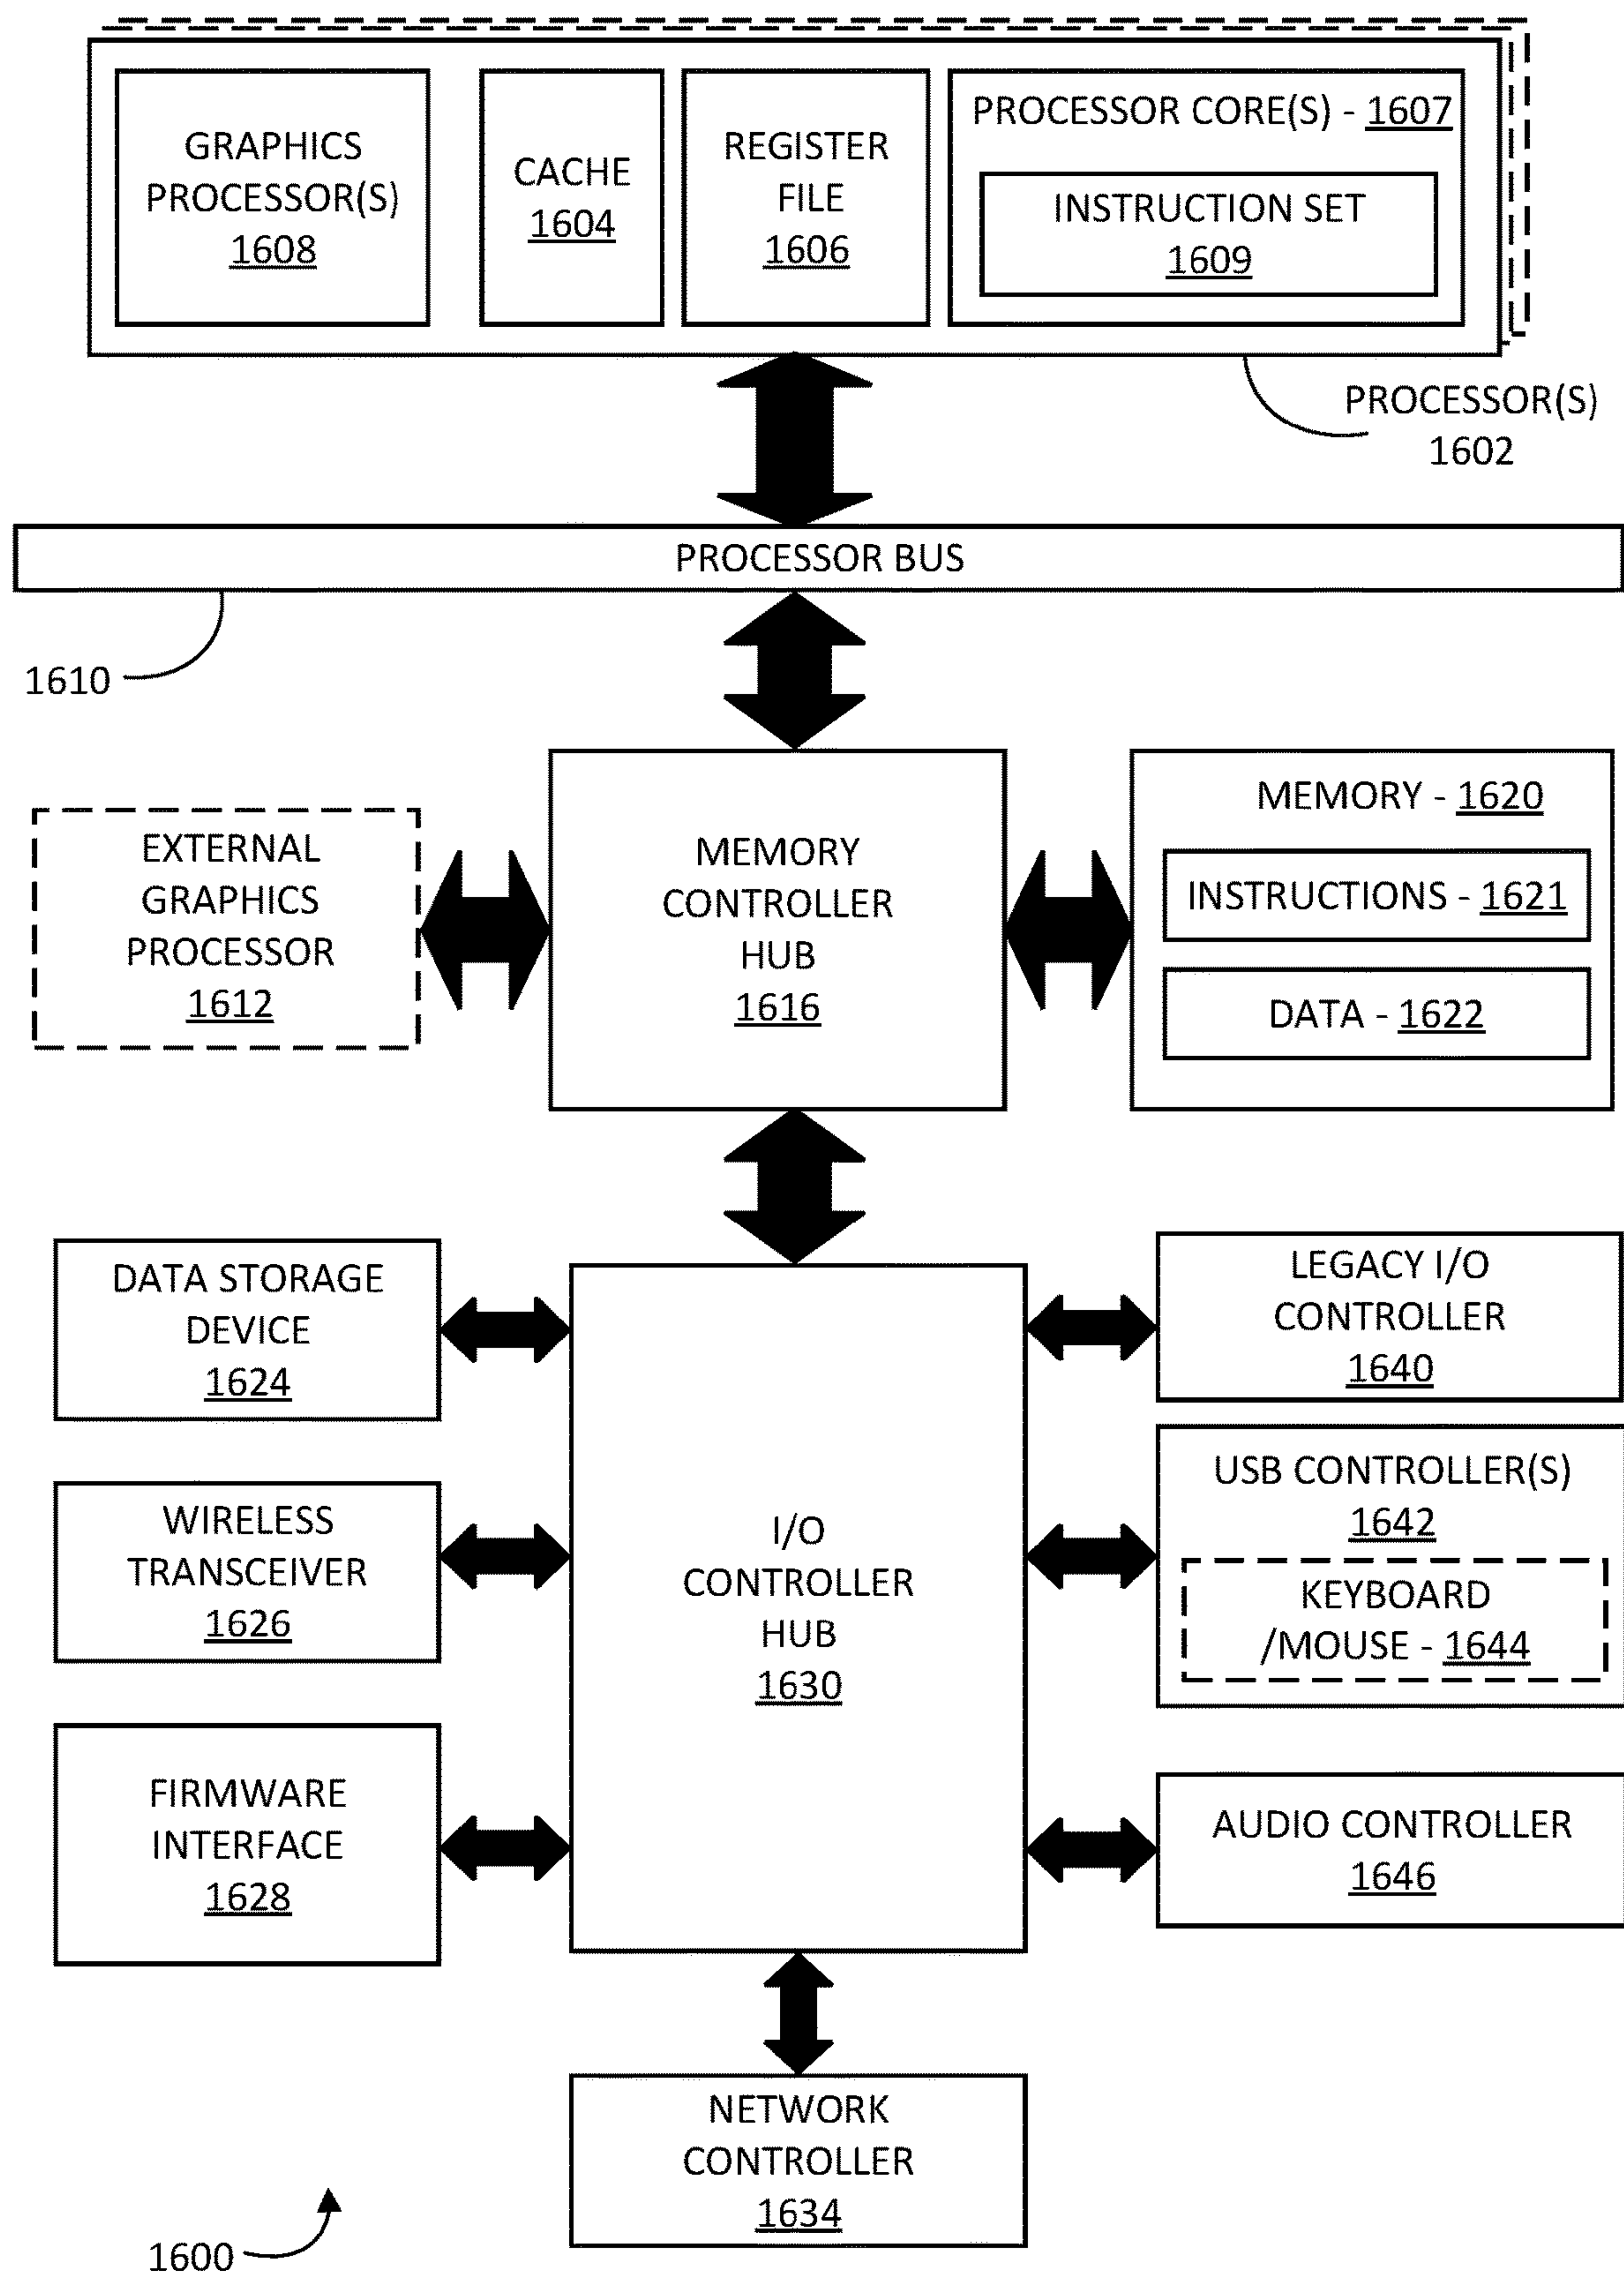 GRAPHICS
PROCESSOR(S)
1608
CACHE
1604
REGISTER
FILE
1606
PROCESSOR CORE(S) - 1607
INSTRUCTION SET
1609
PROCESSOR(S)
1602
PROCESSOR BUS
1610
EXTERNAL
GRAPHICS
PROCESSOR
1612
MEMORY
CONTROLLER
HUB
1616
MEMORY - 1620
INSTRUCTIONS - 1621
DATA - 1622
DATA STORAGE
DEVICE
1624
WIRELESS
TRANSCEIVER
1626
FIRMWARE
INTERFACE
1628
I/O
CONTROLLER
HUB
1630
LEGACY I/O
CONTROLLER
1640
USB CONTROLLER(S)
1642
KEYBOARD
/MOUSE - 1644
AUDIO CONTROLLER
1646
NETWORK
CONTROLLER
1634
1600